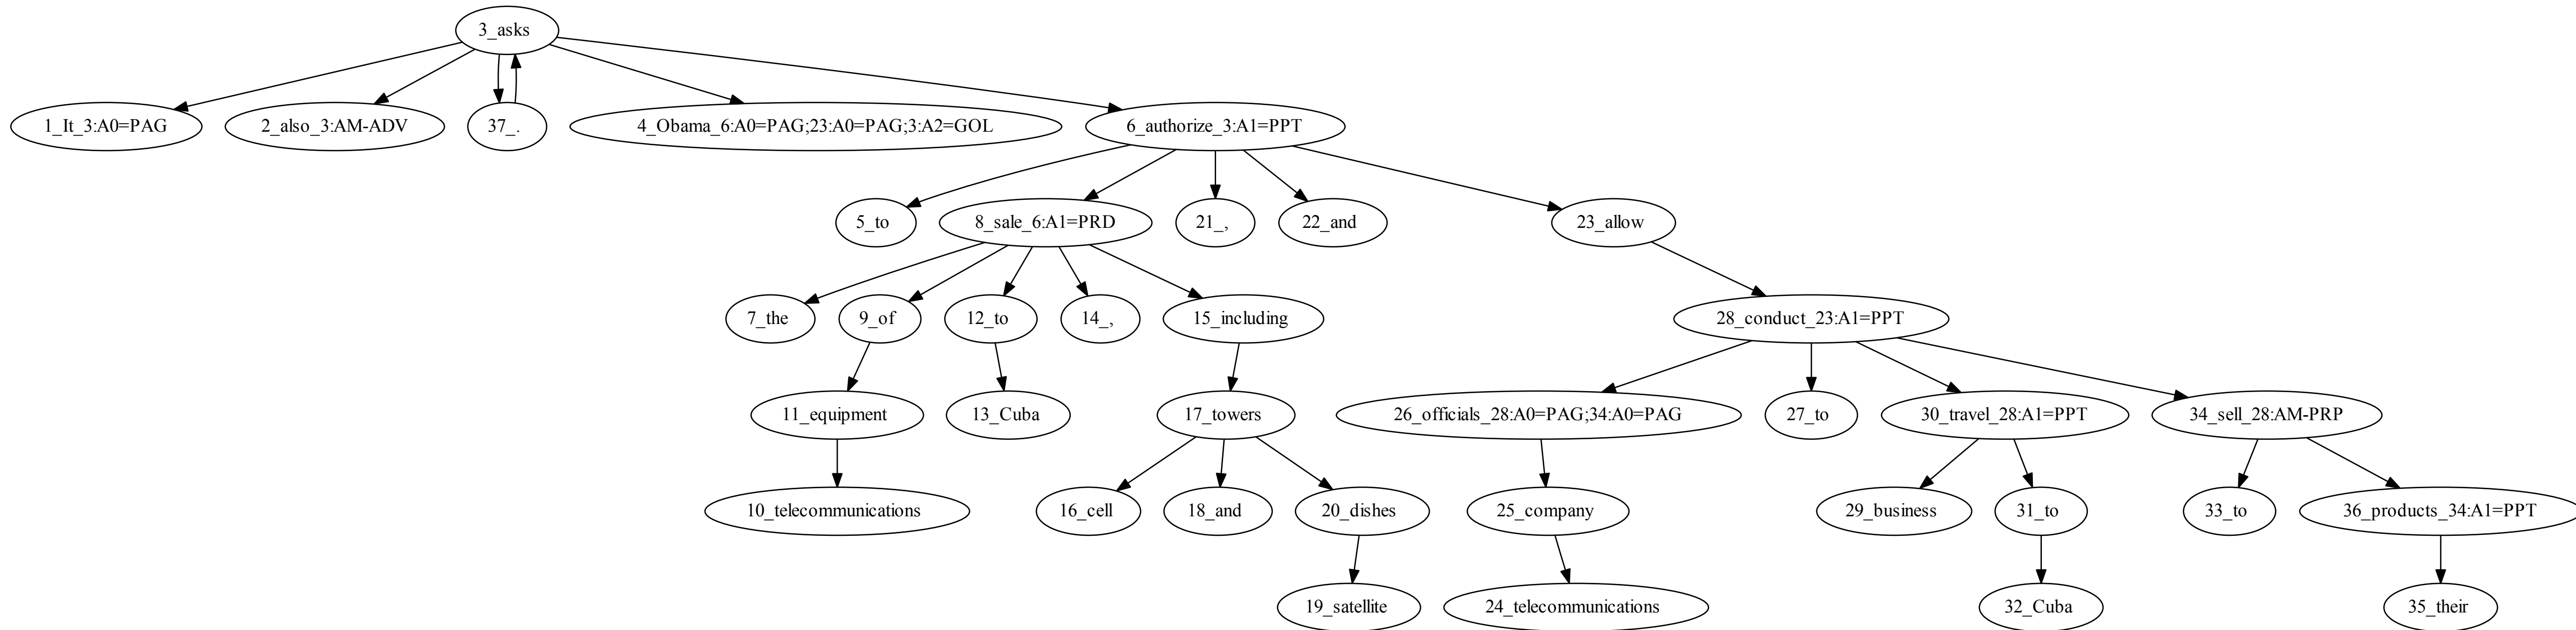 3_asks
1_It_3:A0=PAG
2_also_3:AM-ADV
37_.
4_Obama_6:A0=PAG;23:A0=PAG;3:A2=GOL
6_authorize_3:A1=PPT
5_to
8_sale_6:A1=PRD
21_,
22_and
23_allow
7_the
9_of
12_to
14_,
15_including
28_conduct_23:A1=PPT
11_equipment
13_Cuba
17_towers
26_officials_28:A0=PAG;34:A0=PAG
27_to
30_travel_28:A1=PPT
34_sell_28:AM-PRP
10_telecommunications
16_cell
18_and
20_dishes
25_company
29_business
31_to
33_to
36_products_34:A1=PPT
19_satellite
24_telecommunications
32_Cuba
35_their